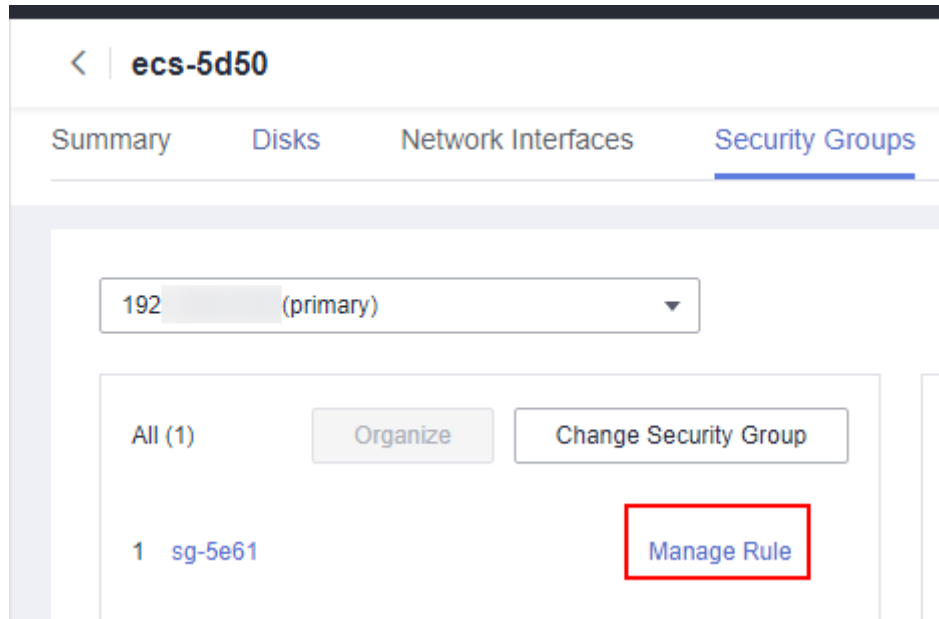 ecs-5d50
Summary Disks Network Interfaces Security Groups
192 (primary)
All (1) Organize Change Security Group
1 sg-5e61 Manage Rule